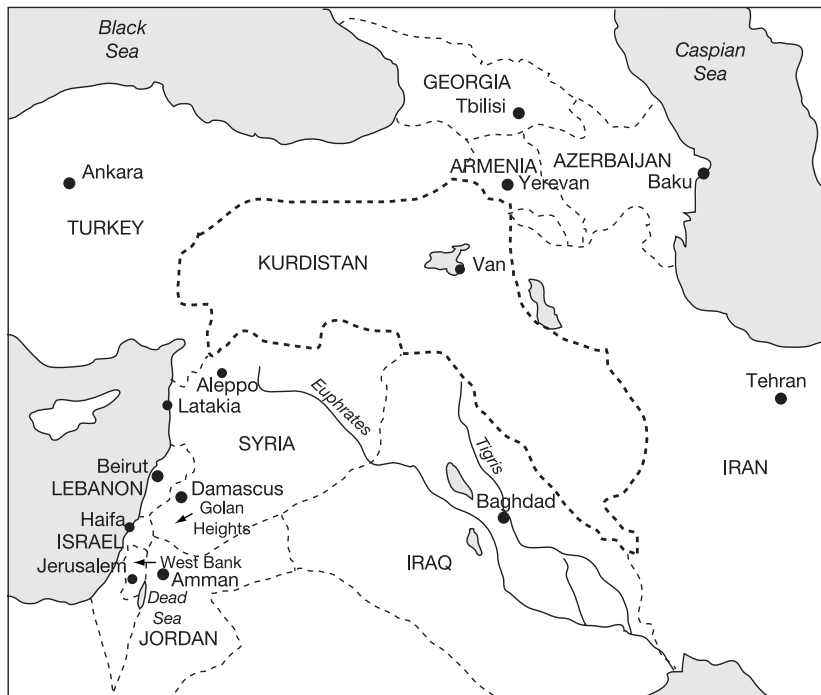 Black
Sea
Caspian
Sea
GEORGIA
Tbilisi
ARMENIA
AZERBAIJAN
Ankara
Yerevan
Baku
TURKEY
KURDISTAN
Van
Aleppo
Tehran
Latakia
Euphrates
SYRIA
Tigris
IRAN
Beirut
LEBANON
Damascus
Baghdad
Golan
Heights
Haifa
ISRAEL
West Bank
IRAQ
Jerusalem
Amman
Dead
Sea
JORDAN